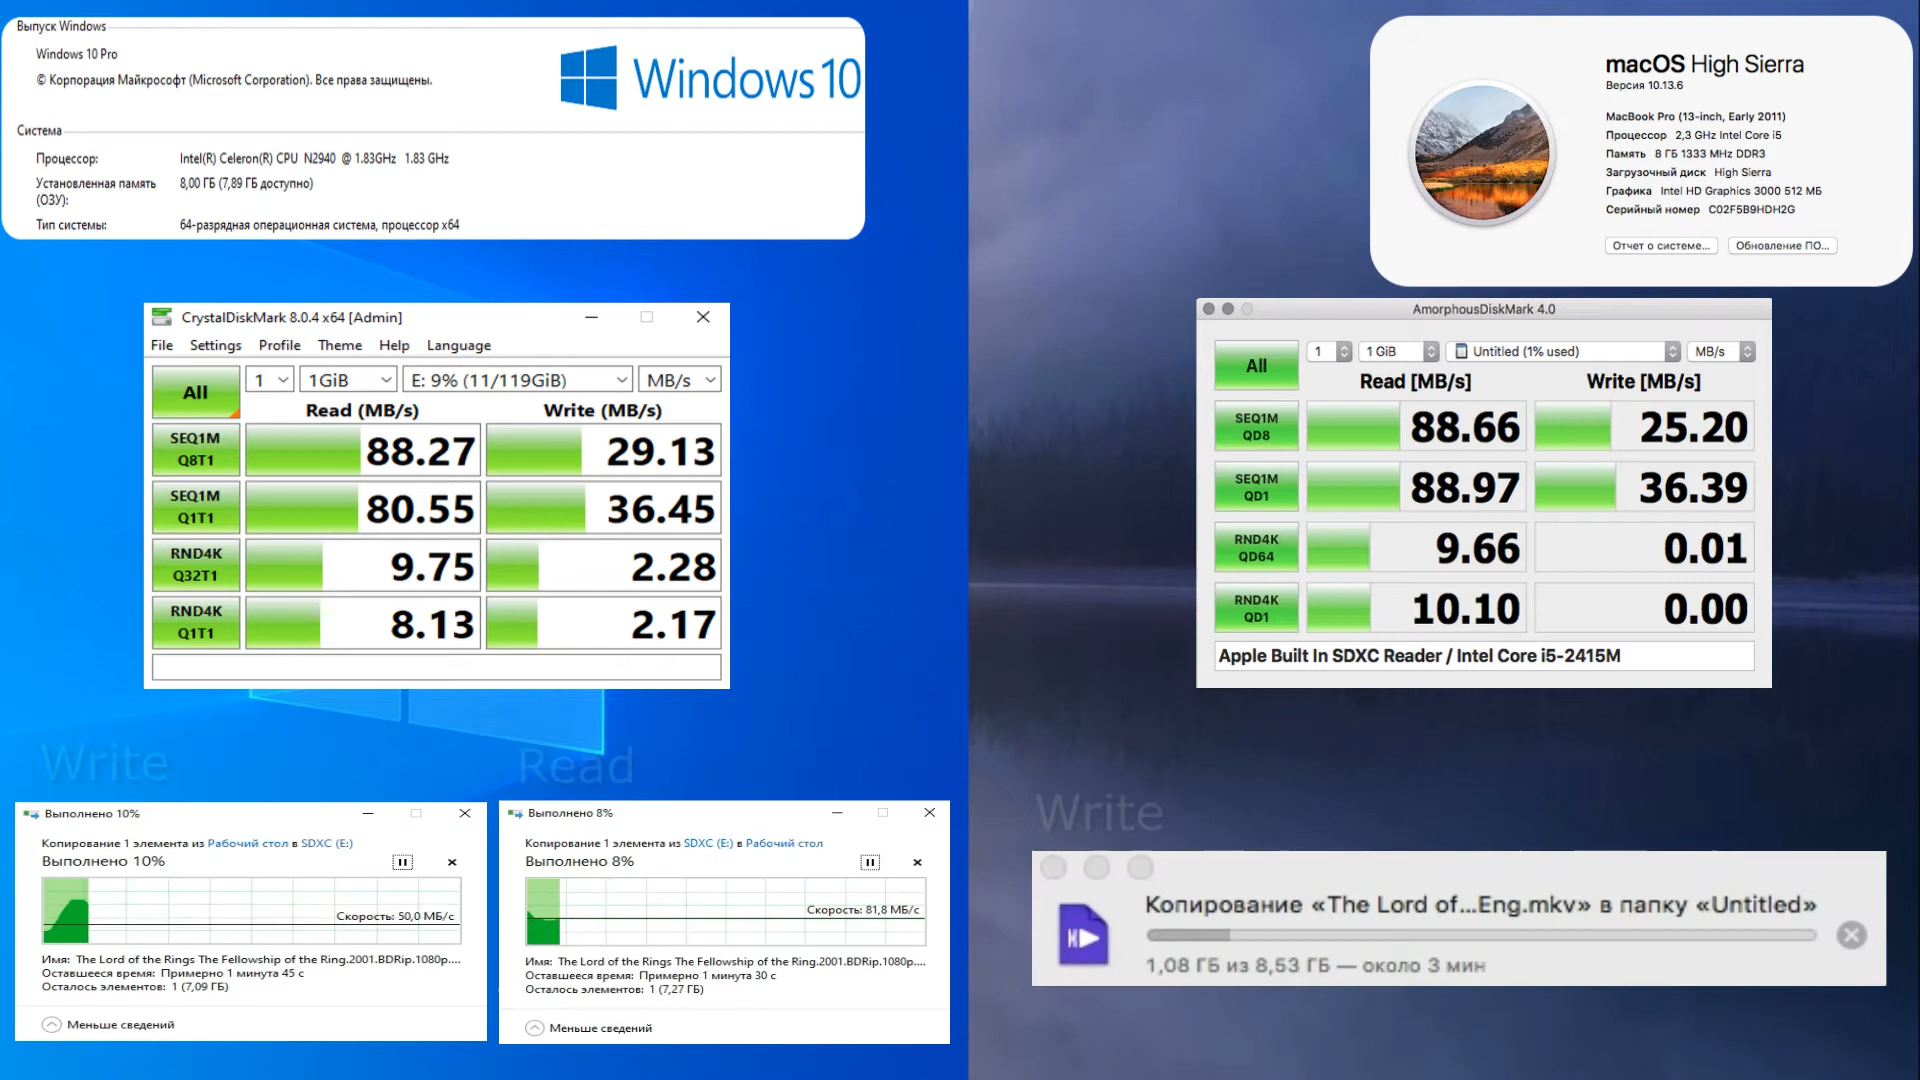 Выпуск Windows
Windows 10 Pro
© Корпорация Майкрософт (Microsoft Corporation). Все права защищены.
Windows 10
Система
Процессор: Intel(R) Celeron(R) CPU N2940 @ 1.83GHz 1.83 GHz
Установленная память (ОЗУ): 8,00 ГБ (7,89 ГБ доступно)
Тип системы: 64-разрядная операционная система, процессор x64
macOS High Sierra
Версия 10.13.6
MacBook Pro (13-inch, Early 2011)
Процессор 2,3 GHz Intel Core i5
Память 8 ГБ 1333 MHz DDR3
Загрузочный диск High Sierra
Графика Intel HD Graphics 3000 512 МБ
Серийный номер C02F5B9HDH2G
Отчет о системе... Обновление ПО...
CrystalDiskMark 8.0.4 x64 [Admin]
File Settings Profile Theme Help Language
All 1 1GiB E: 9% (11/119GiB) MB/s
Read (MB/s) Write (MB/s)
SEQ1M Q8T1 88.27 29.13
SEQ1M Q1T1 80.55 36.45
RND4K Q32T1 9.75 2.28
RND4K Q1T1 8.13 2.17
AmorphousDiskMark 4.0
All 1 1 GiB Untitled (1% used) MB/s
Read [MB/s] Write [MB/s]
SEQ1M QD8 88.66 25.20
SEQ1M QD1 88.97 36.39
RND4K QD64 9.66 0.01
RND4K QD1 10.10 0.00
Apple Built In SDXC Reader / Intel Core i5-2415M
Write
Выполнено 10%
Копирование 1 элемента из Рабочий стол в SDXC (E:)
Выполнено 10%
Скорость: 50,0 МБ/с
Имя: The Lord of the Rings The Fellowship of the Ring.2001.BDRip.1080p....
Оставшееся время: Примерно 1 минута 45 с
Осталось элементов: 1 (7,09 ГБ)
Меньше сведений
Read
Выполнено 8%
Копирование 1 элемента из SDXC (E:) в Рабочий стол
Выполнено 8%
Скорость: 81,8 МБ/с
Имя: The Lord of the Rings The Fellowship of the Ring.2001.BDRip.1080p....
Оставшееся время: Примерно 1 минута 30 с
Осталось элементов: 1 (7,27 ГБ)
Меньше сведений
Write
Копирование «The Lord of...Eng.mkv» в папку «Untitled»
1,08 ГБ из 8,53 ГБ — около 3 мин